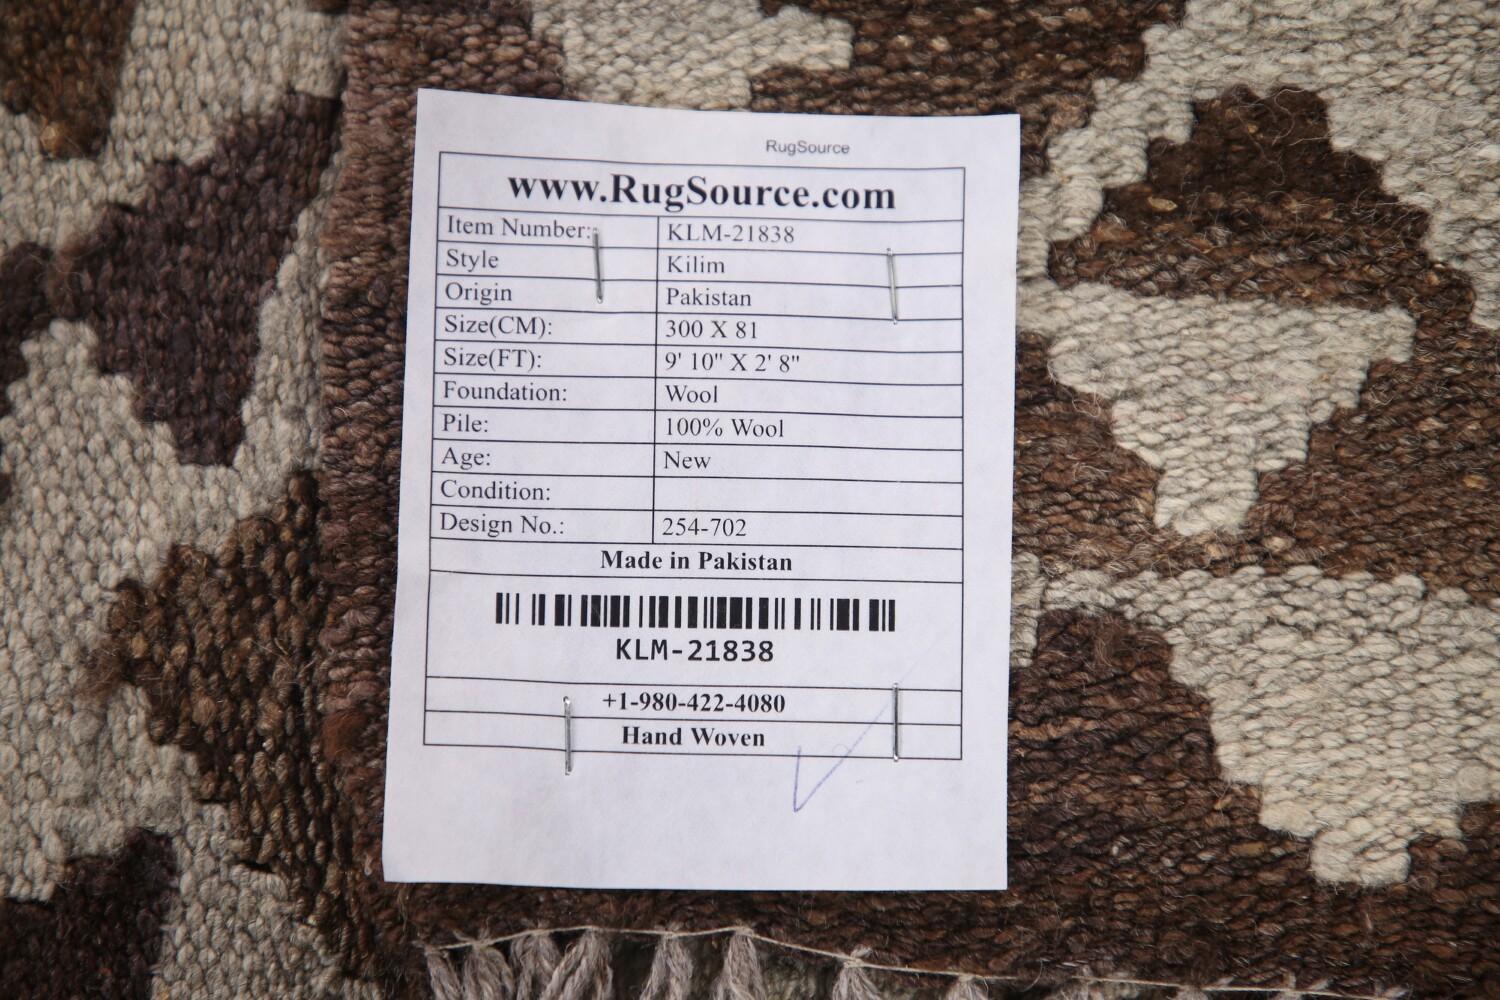 RugSource
www.RugSource.com
Item Number: KLM-21838
Style Kilim
Origin Pakistan
Size(CM): 300 X 81
Size(FT): 9' 10" X 2' 8"
Foundation: Wool
Pile: 100% Wool
Age: New
Condition:
Design No.: 254-702
Made in Pakistan
KLM-21838
+1-980-422-4080
Hand Woven